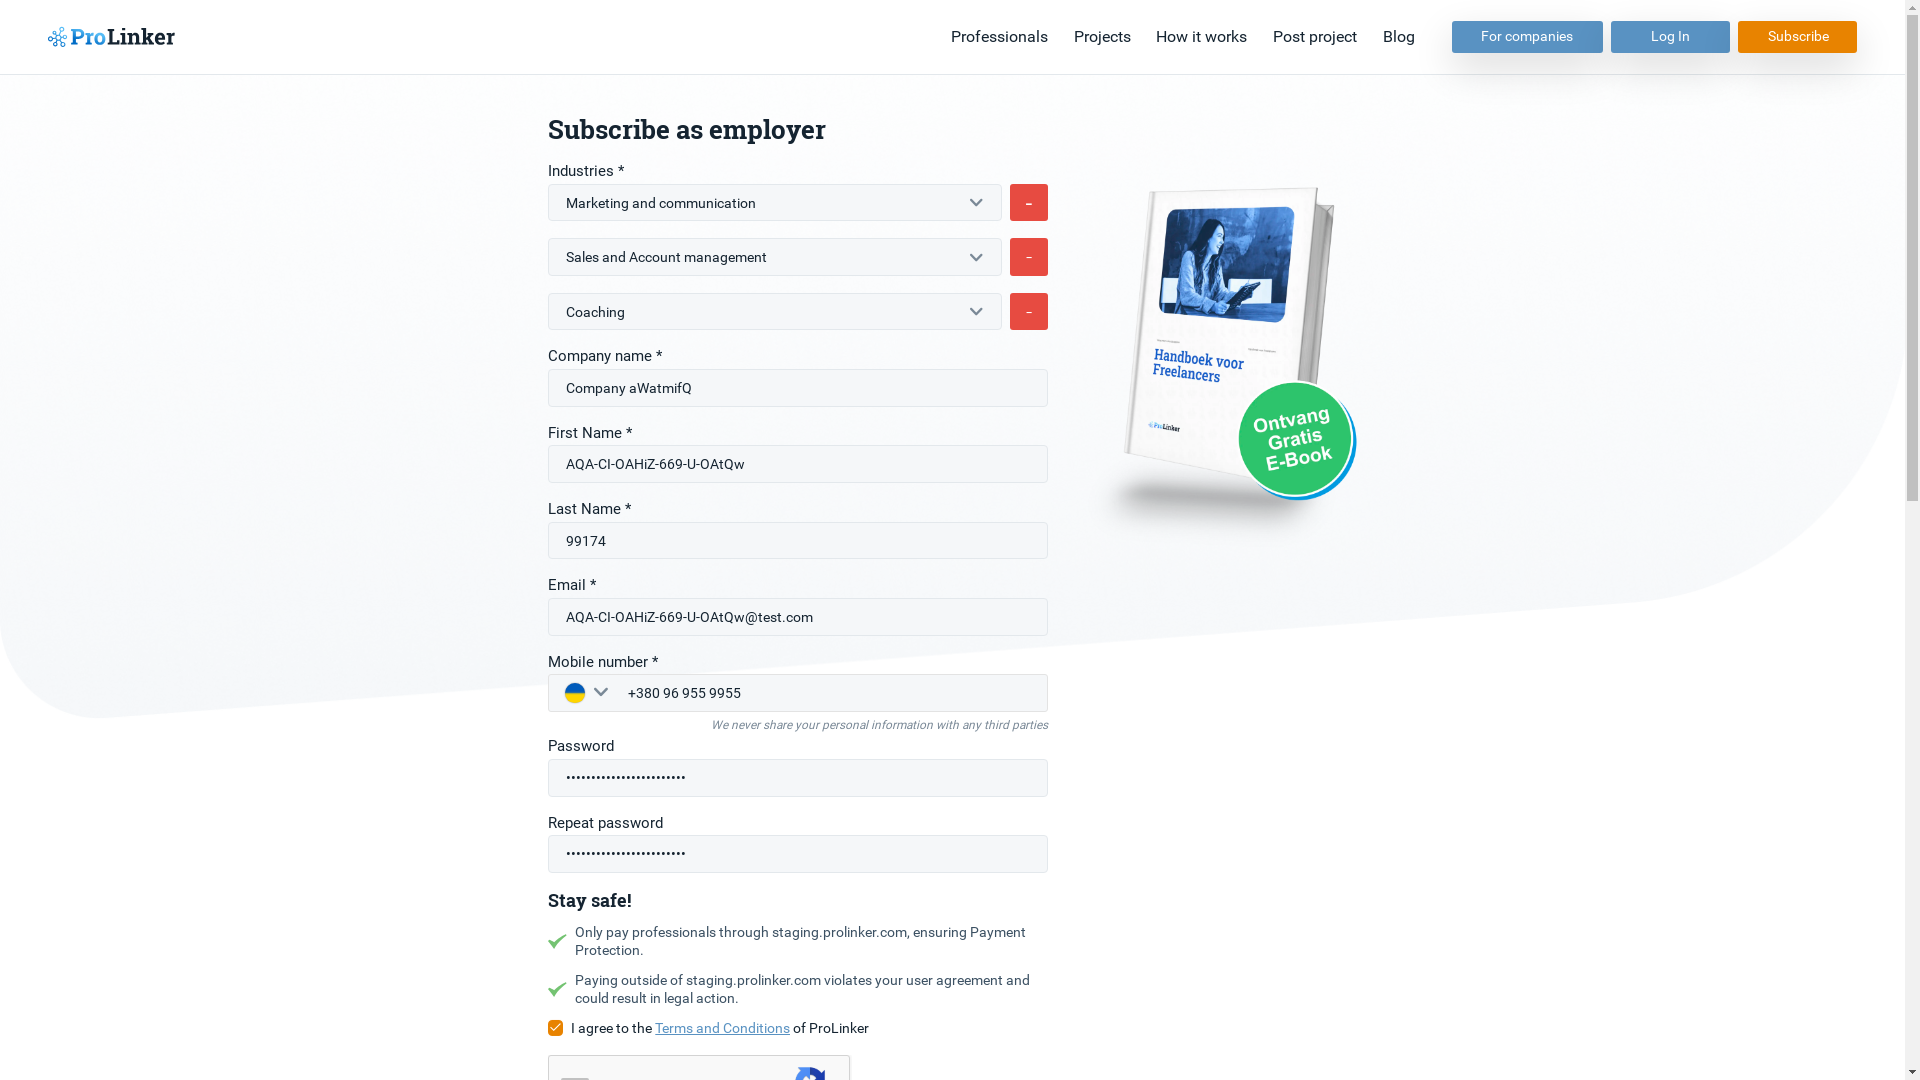 ProLinker
Professionals
Projects
How it works
Post project
Blog
For companies
Log In
Subscribe
Subscribe as employer
Industries *
Marketing and communication
-
Sales and Account management
-
Coaching
-
Company name *
Company aWatmifQ
First Name *
AQA-CI-OAHiZ-669-U-OAtQw
Last Name *
99174
Email *
AQA-CI-OAHiZ-669-U-OAtQw@test.com
Mobile number *
+380 96 955 9955
We never share your personal information with any third parties
Password
••••••••••••••••••••••••
Repeat password
••••••••••••••••••••••••
Stay safe!
Only pay professionals through staging.prolinker.com, ensuring Payment
Protection.
Paying outside of staging.prolinker.com violates your user agreement and
could result in legal action.
I agree to the Terms and Conditions of ProLinker
Handboek voor
Freelancers
ProLinker
Ontvang
Gratis
E-Book